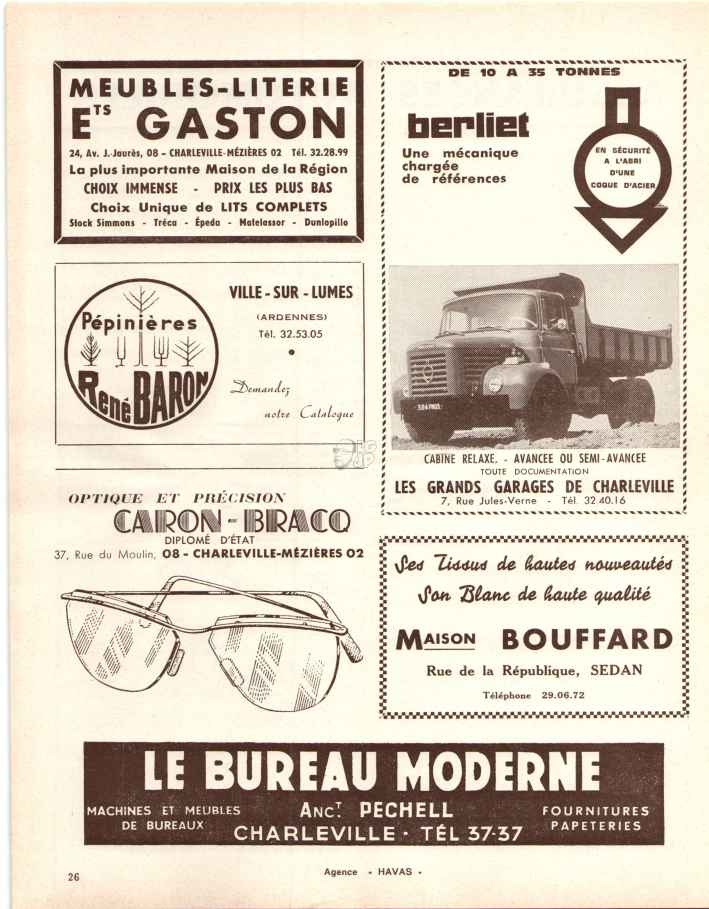 MEUBLES-LITERIE
ETS GASTON
24, Av. J.-Jaurès, 08 - CHARLEVILLE-MÉZIÈRES 02 Tél. 32.28.99
La plus importante Maison de la Région
CHOIX IMMENSE - PRIX LES PLUS BAS
Choix Unique de LITS COMPLETS
Stock Simmons - Tréca - Épeda - Matelassor - Dunlopillo
Pépinières
René BARON
VILLE-SUR-LUMES
(ARDENNES)
Tél. 32.53.05
Demandez
notre Catalogue
OPTIQUE ET PRÉCISION
CARON-BRACQ
DIPLOMÉ D'ÉTAT
37, Rue du Moulin, 08 - CHARLEVILLE-MÉZIÈRES 02
DE 10 A 35 TONNES
berliet
Une mécanique
chargée
de références
EN SÉCURITÉ
A L'ABRI
D'UNE
COQUE D'ACIER
CABINE RELAXE. - AVANCEE OU SEMI-AVANCEE
TOUTE DOCUMENTATION
LES GRANDS GARAGES DE CHARLEVILLE
7, Rue Jules-Verne - Tél. 32.40.16
Ses Tissus de hautes nouveautés
Son Blanc de haute qualité
MAISON BOUFFARD
Rue de la République, SEDAN
Téléphone 29.06.72
LE BUREAU MODERNE
MACHINES ET MEUBLES
DE BUREAUX
ANCT. PECHELL
CHARLEVILLE · TÉL 37-37
FOURNITURES
PAPETERIES
26
Agence « HAVAS »